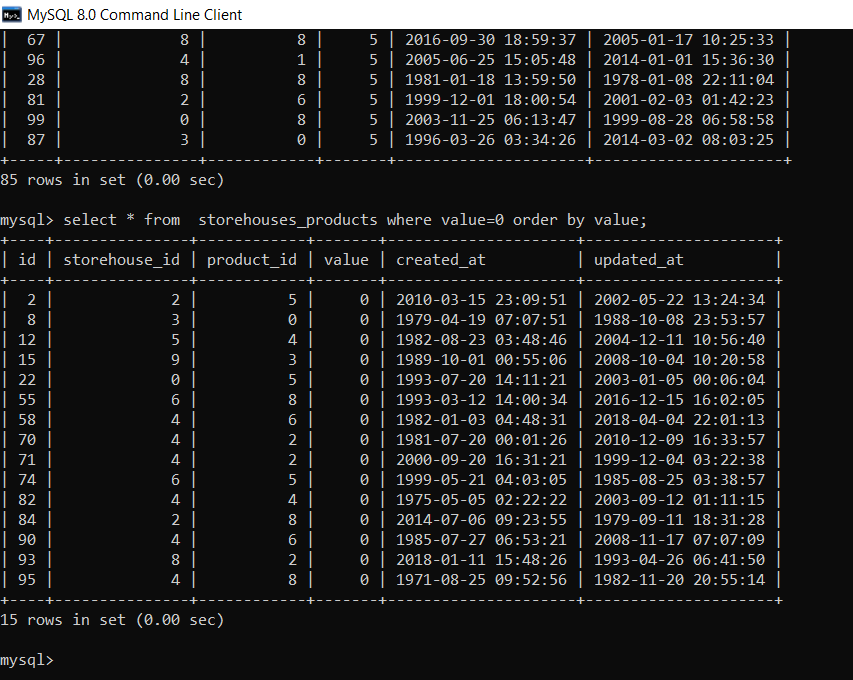 MySQL 8.0 Command Line Client
| 67 | 8 | 8 | 5 | 2016-09-30 18:59:37 | 2005-01-17 10:25:33 |
| 96 | 4 | 1 | 5 | 2005-06-25 15:05:48 | 2014-01-01 15:36:30 |
| 28 | 8 | 8 | 5 | 1981-01-18 13:59:50 | 1978-01-08 22:11:04 |
| 81 | 2 | 6 | 5 | 1999-12-01 18:00:54 | 2001-02-03 01:42:23 |
| 99 | 0 | 8 | 5 | 2003-11-25 06:13:47 | 1999-08-28 06:58:58 |
| 87 | 3 | 0 | 5 | 1996-03-26 03:34:26 | 2014-03-02 08:03:25 |
+-----+---------------+------------+-------+---------------------+---------------------+
85 rows in set (0.00 sec)
mysql> select * from  storehouses_products where value=0 order by value;
+----+---------------+------------+-------+---------------------+---------------------+
| id | storehouse_id | product_id | value | created_at | updated_at |
+----+---------------+------------+-------+---------------------+---------------------+
| 2 | 2 | 5 | 0 | 2010-03-15 23:09:51 | 2002-05-22 13:24:34 |
| 8 | 3 | 0 | 0 | 1979-04-19 07:07:51 | 1988-10-08 23:53:57 |
| 12 | 5 | 4 | 0 | 1982-08-23 03:48:46 | 2004-12-11 10:56:40 |
| 15 | 9 | 3 | 0 | 1989-10-01 00:55:06 | 2008-10-04 10:20:58 |
| 22 | 0 | 5 | 0 | 1993-07-20 14:11:21 | 2003-01-05 00:06:04 |
| 55 | 6 | 8 | 0 | 1993-03-12 14:00:34 | 2016-12-15 16:02:05 |
| 58 | 4 | 6 | 0 | 1982-01-03 04:48:31 | 2018-04-04 22:01:13 |
| 70 | 4 | 2 | 0 | 1981-07-20 00:01:26 | 2010-12-09 16:33:57 |
| 71 | 4 | 2 | 0 | 2000-09-20 16:31:21 | 1999-12-04 03:22:38 |
| 74 | 6 | 5 | 0 | 1999-05-21 04:03:05 | 1985-08-25 03:38:57 |
| 82 | 4 | 4 | 0 | 1975-05-05 02:22:22 | 2003-09-12 01:11:15 |
| 84 | 2 | 8 | 0 | 2014-07-06 09:23:55 | 1979-09-11 18:31:28 |
| 90 | 4 | 6 | 0 | 1985-07-27 06:53:21 | 2008-11-17 07:07:09 |
| 93 | 8 | 2 | 0 | 2018-01-11 15:48:26 | 1993-04-26 06:41:50 |
| 95 | 4 | 8 | 0 | 1971-08-25 09:52:56 | 1982-11-20 20:55:14 |
+----+---------------+------------+-------+---------------------+---------------------+
15 rows in set (0.00 sec)
mysql>